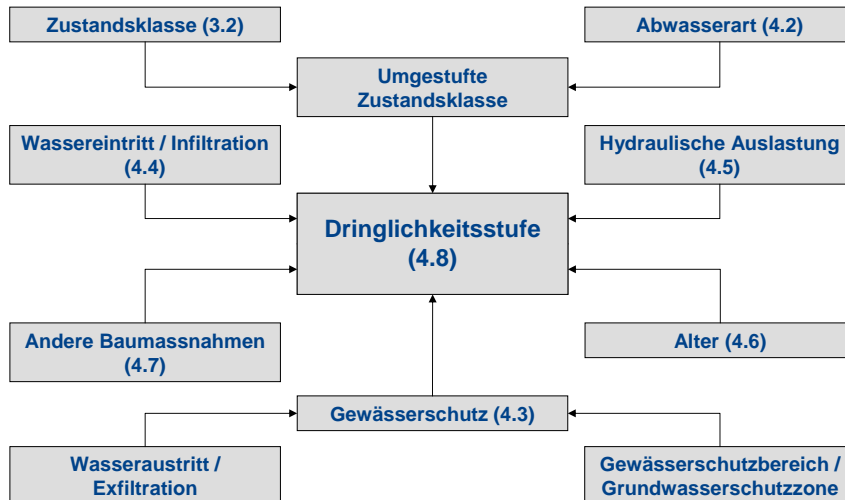 Zustandsklasse (3.2)
Abwasserart (4.2)
Umgestufte
Zustandsklasse
Wassereintritt / Infiltration
(4.4)
Hydraulische Auslastung
(4.5)
Dringlichkeitsstufe
(4.8)
Andere Baumassnahmen
(4.7)
Alter (4.6)
Gewässerschutz (4.3)
Wasseraustritt /
Exfiltration
Gewässerschutzbereich /
Grundwasserschutzzone